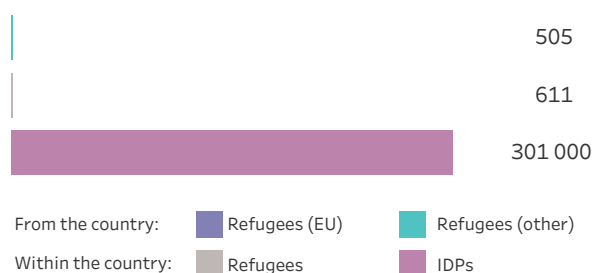 505
611
301 000
From the country: Refugees (EU) Refugees (other)
Within the country: Refugees IDPs